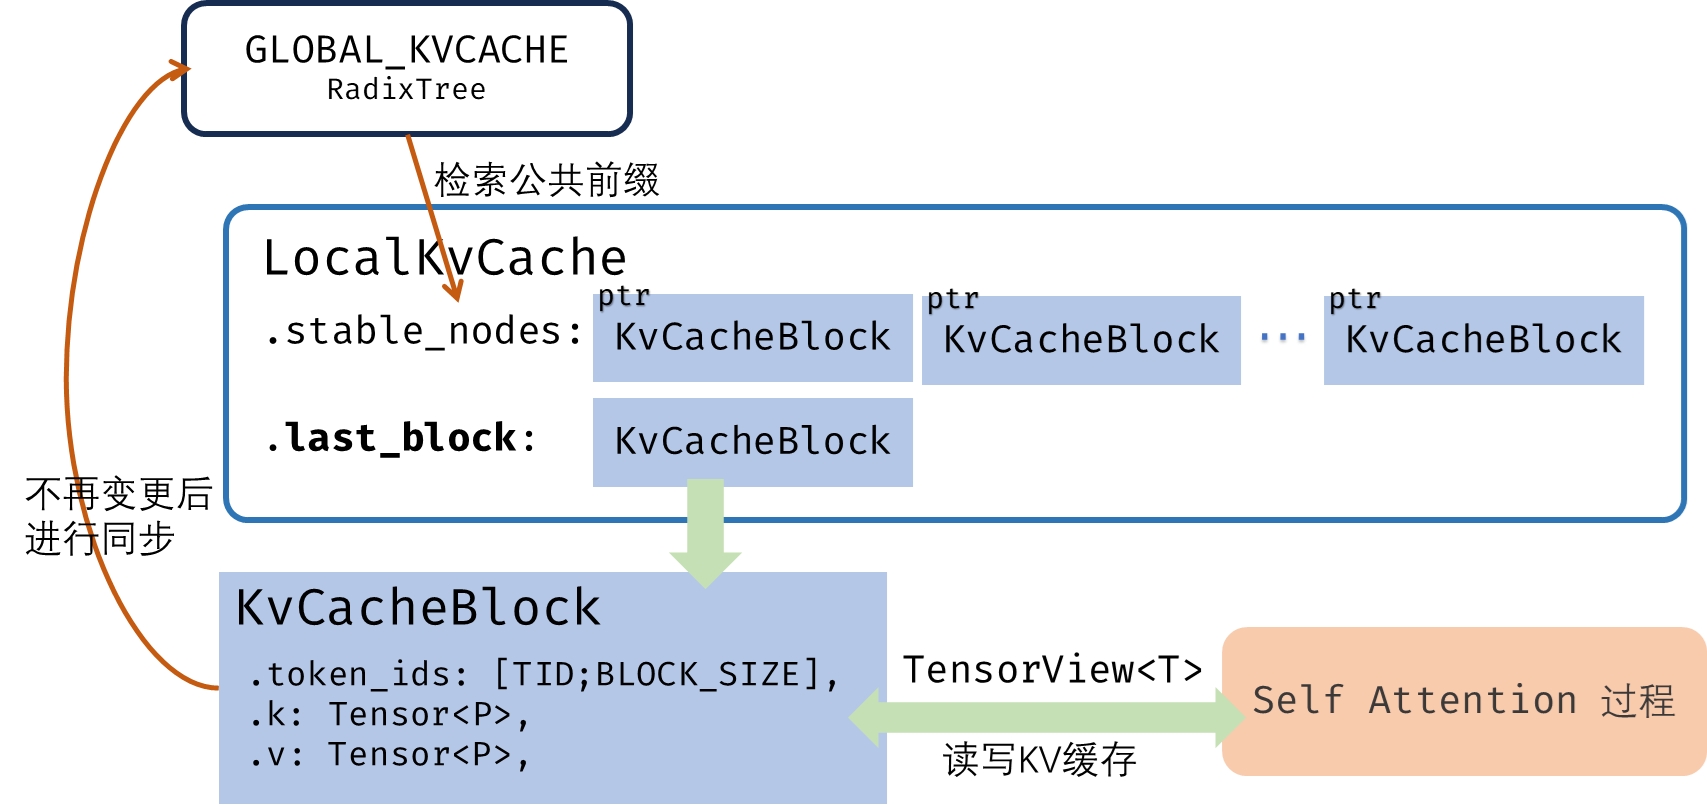 GLOBAL_KVCACHE
RadixTree
检索公共前缀
LocalKvCache
.stable_nodes:
ptr
KvCacheBlock
ptr
KvCacheBlock
...
ptr
KvCacheBlock
.last_block:
KvCacheBlock
不再变更后
进行同步
KvCacheBlock
.token_ids: [TID;BLOCK_SIZE],
.k: Tensor<P>,
.v: Tensor<P>,
TensorView<T>
读写KV缓存
Self Attention 过程